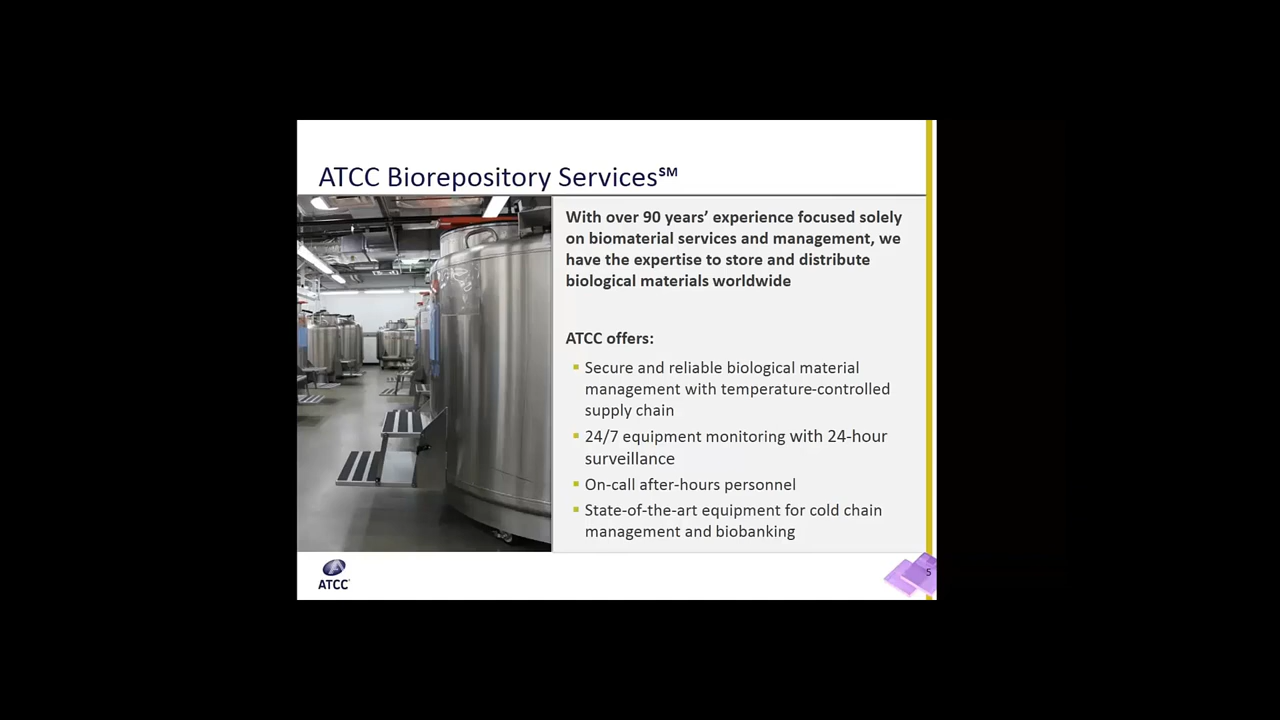 ATCC Biorepository Services℠
With over 90 years’ experience focused solely
on biomaterial services and management, we
have the expertise to store and distribute
biological materials worldwide
ATCC offers:
▪ Secure and reliable biological material
management with temperature-controlled
supply chain
▪ 24/7 equipment monitoring with 24-hour
surveillance
▪ On-call after-hours personnel
▪ State-of-the-art equipment for cold chain
management and biobanking
ATCC
5